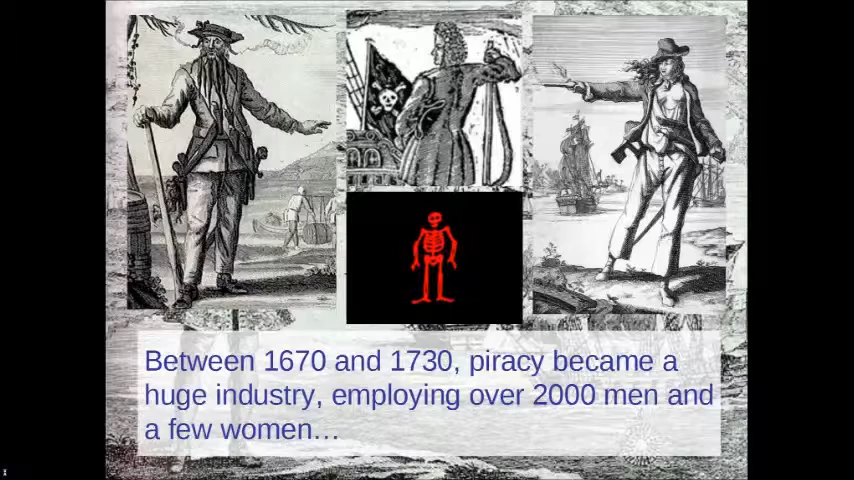 Between 1670 and 1730, piracy became a
huge industry, employing over 2000 men and
a few women…